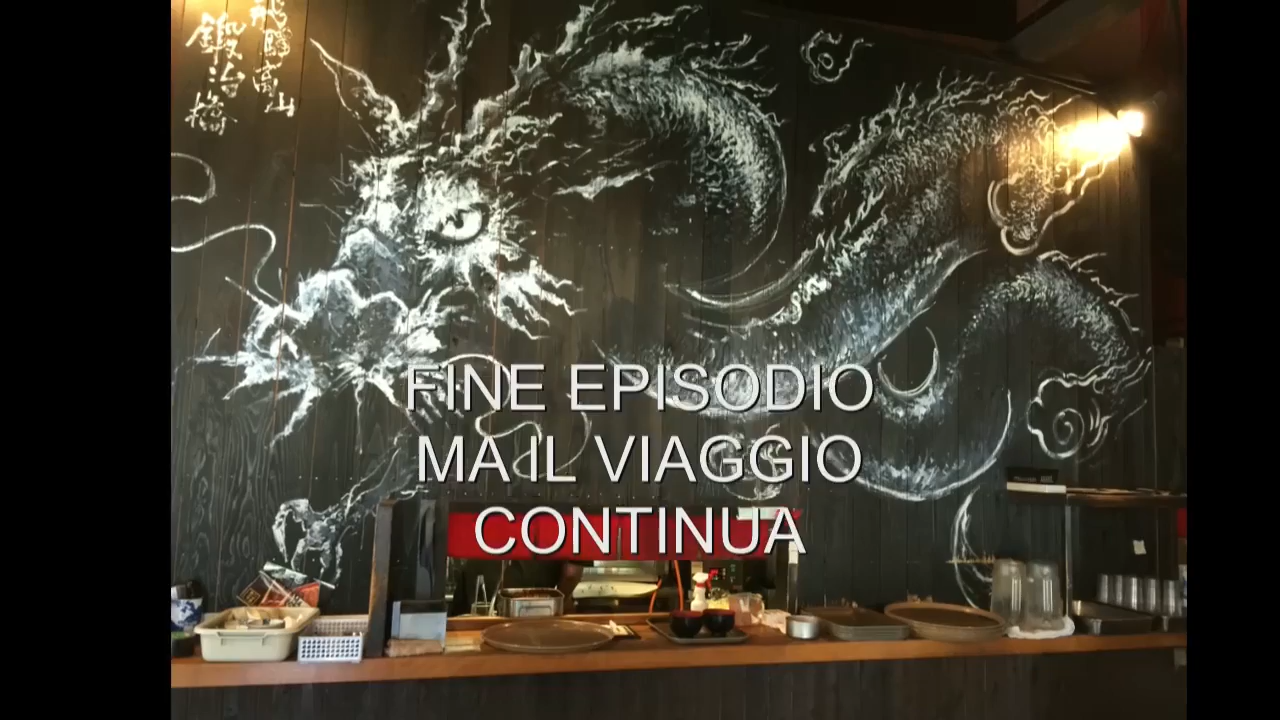 飛騨高山
鍛冶橋
FINE EPISODIO
MA IL VIAGGIO
CONTINUA